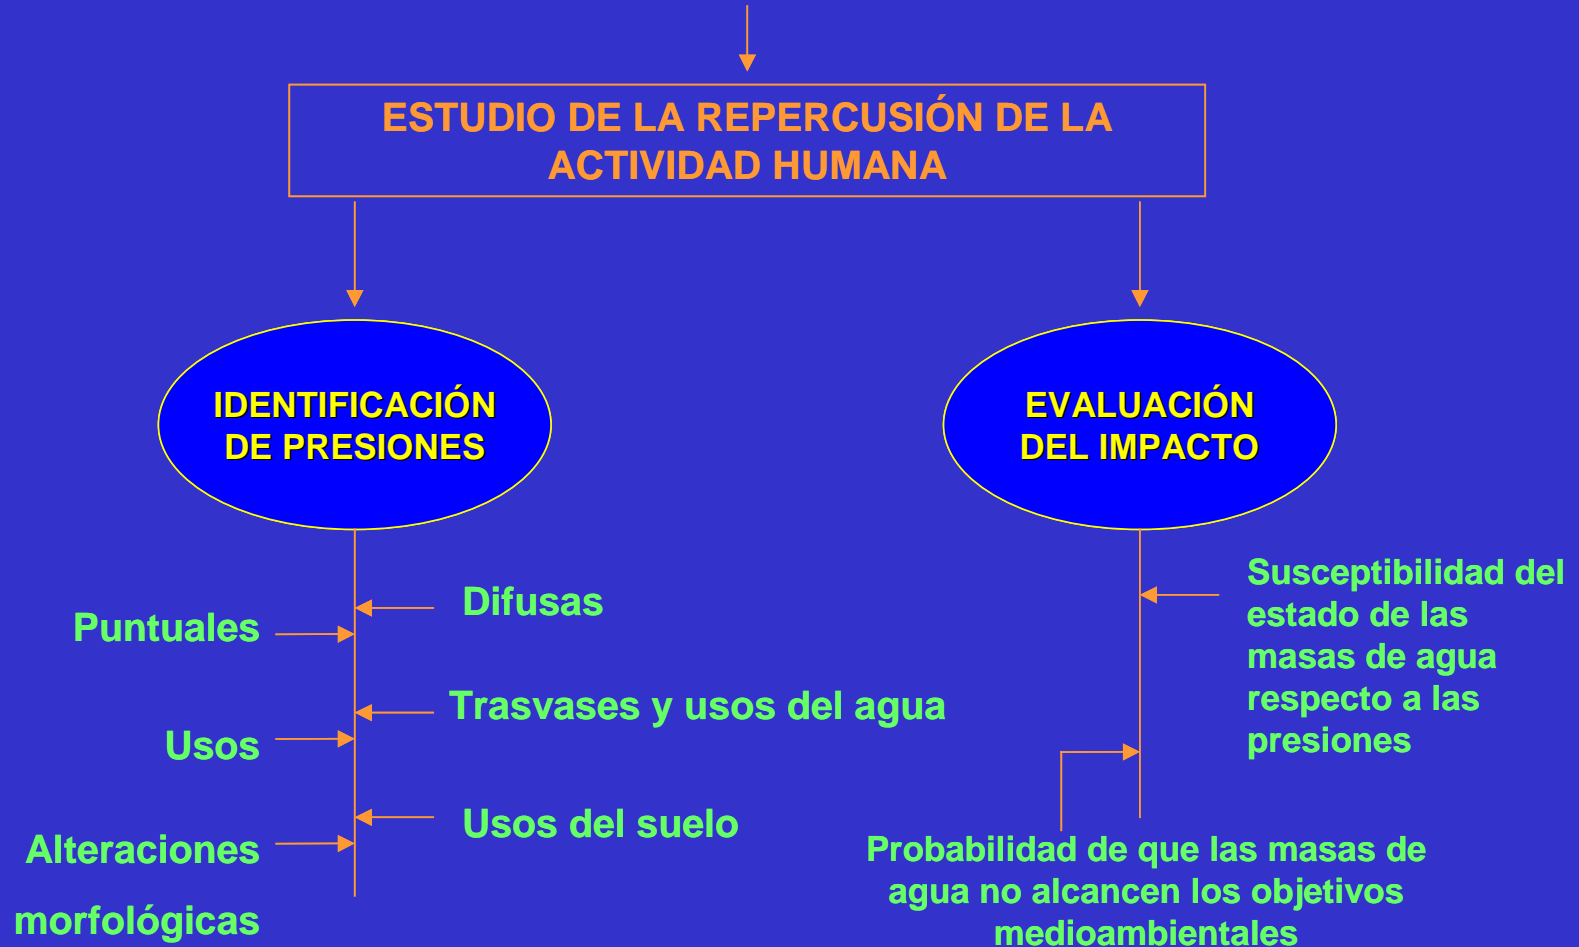 ESTUDIO DE LA REPERCUSIÓN DE LA
ACTIVIDAD HUMANA
IDENTIFICACIÓN
DE PRESIONES
Difusas
Puntuales
Trasvases y usos del agua
Usos
Usos del suelo
Alteraciones
morfológicas
EVALUACIÓN
DEL IMPACTO
Susceptibilidad del
estado de las
masas de agua
respecto a las
presiones
Probabilidad de que las masas de
agua no alcancen los objetivos
medioambientales